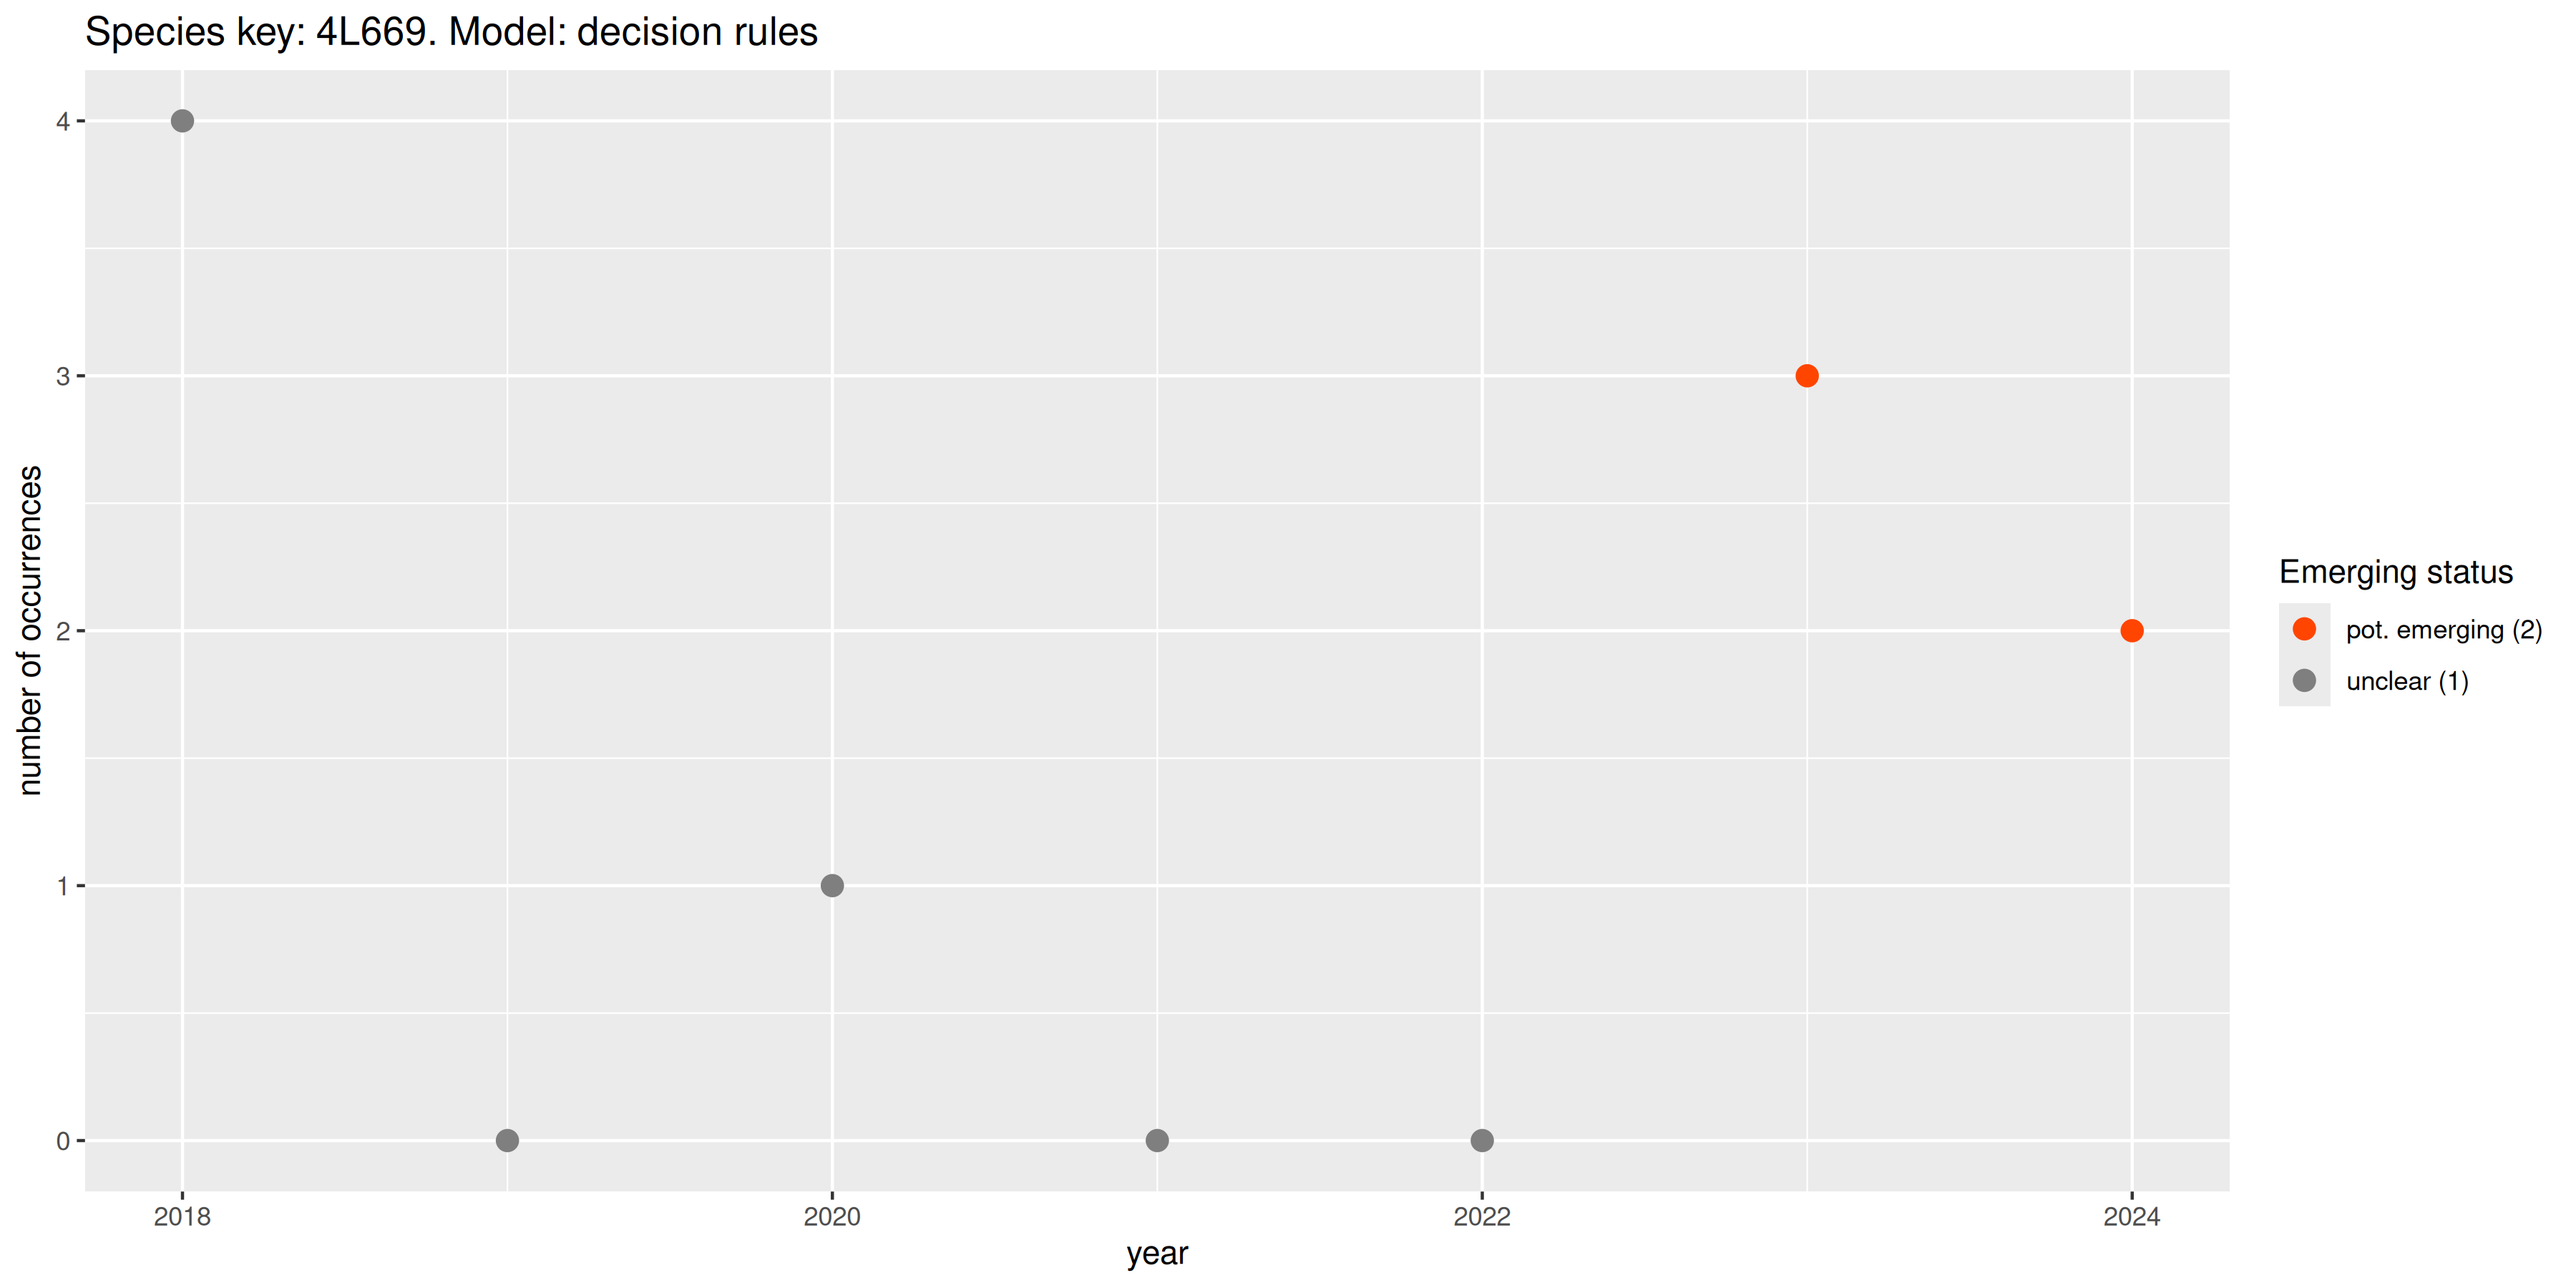 Species key: 4L669. Model: decision rules
number of occurrences
4
3
2
1
0
2018
2020
2022
2024
year
Emerging status
pot. emerging (2)
unclear (1)